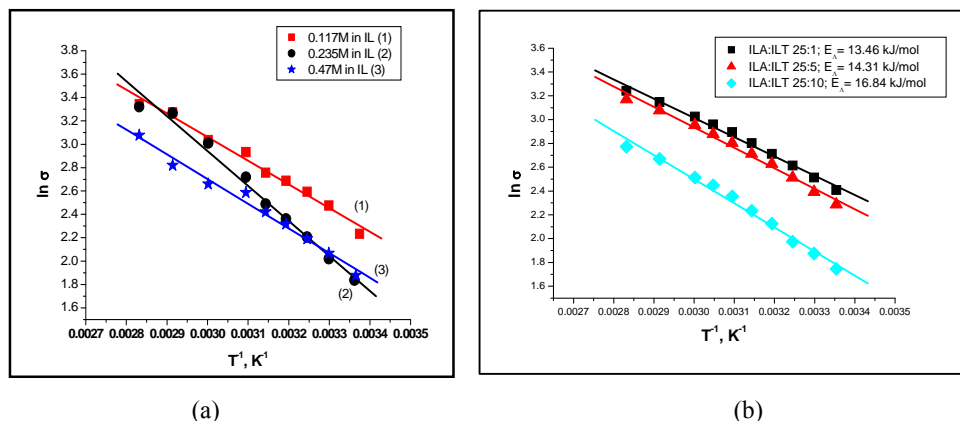 0.117M in IL (1)
0.235M in IL (2)
0.47M in IL (3)
3.8
3.6
3.4
3.2
3.0
2.8
2.6
2.4
2.2
2.0
1.8
1.6
ln σ
(1)
(3)
(2)
0.0027 0.0028 0.0029 0.0030 0.0031 0.0032 0.0033 0.0034 0.0035
T⁻¹, K⁻¹
(a)
ILA:ILT 25:1; E_Λ= 13.46 kJ/mol
ILA:ILT 25:5; E_Λ= 14.31 kJ/mol
ILA:ILT 25:10; E_Λ= 16.84 kJ/mol
3.6
3.4
3.2
3.0
2.8
2.6
2.4
2.2
2.0
1.8
1.6
ln σ
0.0027 0.0028 0.0029 0.0030 0.0031 0.0032 0.0033 0.0034 0.0035
T⁻¹, K⁻¹
(b)